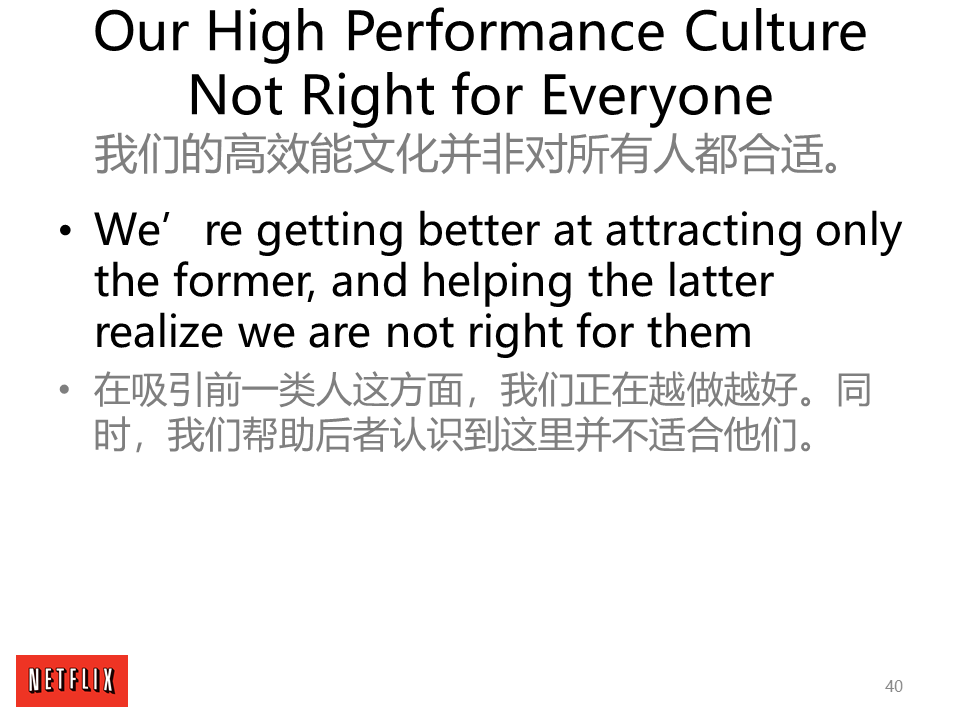 Our High Performance Culture
Not Right for Everyone
我们的高效能文化并非对所有人都合适。
• We’ re getting better at attracting only
the former, and helping the latter
realize we are not right for them
• 在吸引前一类人这方面，我们正在越做越好。同
时，我们帮助后者认识到这里并不适合他们。
NETFLIX
40